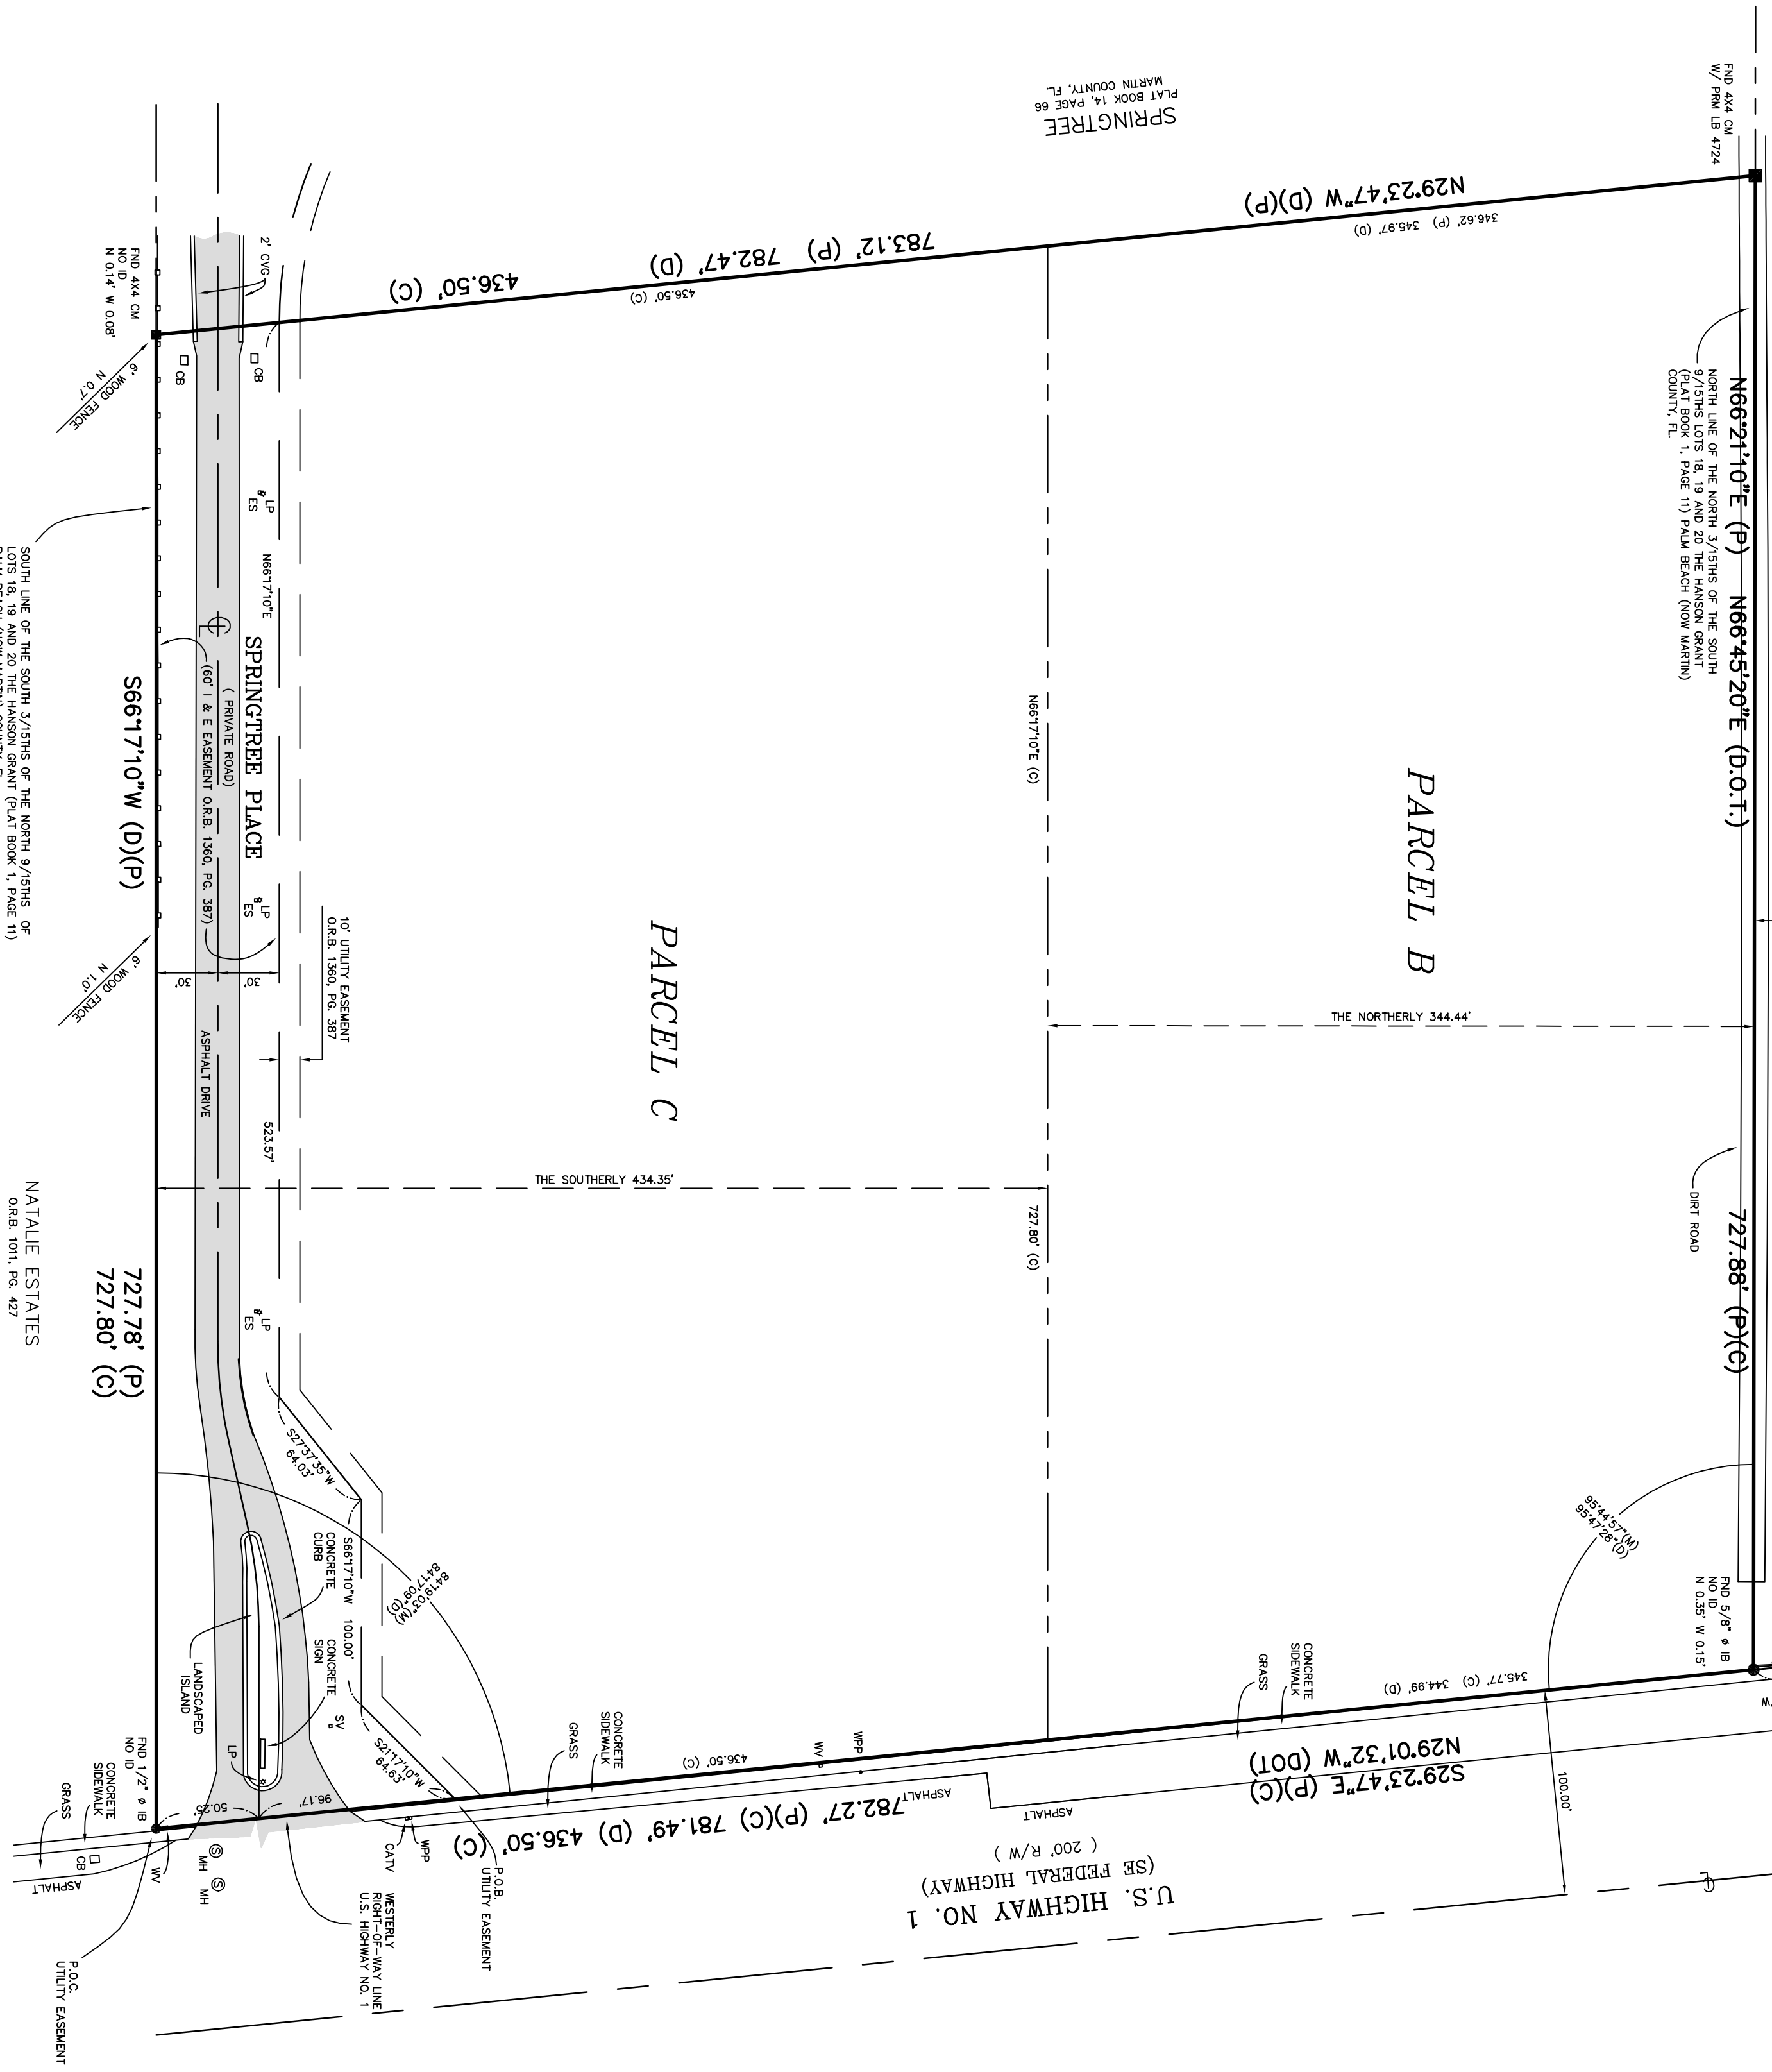 SPRINGTREE
PLAT BOOK 14, PAGE 66
MARTIN COUNTY, FL.
FND 4X4 CM
W/ PRM LB 4724
N29°23'47"W (D)(P)
346.62' (P) 345.97' (D)
783.12' (P) 782.47' (D)
436.50' (C)
436.50' (C)
N66°21'10"E (P) N66°45'20"E (D.O.T.)
727.88' (P)(C)
NORTH LINE OF THE NORTH 3/15THS OF THE SOUTH
9/15THS LOTS 18, 19 AND 20 THE HANSON GRANT
(PLAT BOOK 1, PAGE 11) PALM BEACH (NOW MARTIN)
COUNTY, FL.
DIRT ROAD
PARCEL B
THE NORTHERLY 344.44'
N66°17'10"E (C)
727.80' (C)
PARCEL C
THE SOUTHERLY 434.35'
10' UTILITY EASEMENT
O.R.B. 1360, PG. 387
2' CVG
CB
CB
FND 4X4 CM
NO ID
N 0.14' W 0.08'
6' WOOD FENCE
N 0.7'
LP
ES
N66°17'10"E
523.57'
SPRINGTREE PLACE
( PRIVATE ROAD)
(60' I & E EASEMENT O.R.B. 1360, PG. 387)
LP
ES
30'
30'
ASPHALT DRIVE
LP
ES
S66°17'10"W (D)(P)
727.78' (P)
727.80' (C)
6' WOOD FENCE
N 1.0'
SOUTH LINE OF THE SOUTH 3/15THS OF THE NORTH 9/15THS OF
LOTS 18, 19 AND 20 THE HANSON GRANT (PLAT BOOK 1, PAGE 11)
NATALIE ESTATES
O.R.B. 1011, PG. 427
S27°37'35"W
64.03'
S66°17'10"W 100.00'
S21°17'10"W
64.63'
84°19'03"(M)
84°17'09"(D)
CONCRETE
CURB
CONCRETE
SIGN
LANDSCAPED
ISLAND
SV
LP
50.25'
96.17'
FND 1/2" ø IB
NO ID
CONCRETE
SIDEWALK
GRASS
CB
ASPHALT
WV
MH
S
S
MH
P.O.C.
UTILITY EASEMENT
WESTERLY
RIGHT-OF-WAY LINE
U.S. HIGHWAY NO. 1
P.O.B.
UTILITY EASEMENT
CATV
WPP
GRASS
CONCRETE
SIDEWALK
436.50' (C)
WV
WPP
ASPHALT
ASPHALT
782.27' (P)(C) 781.49' (D) 436.50' (C)
GRASS
CONCRETE
SIDEWALK
345.77' (C) 344.99' (D)
N29°01'32"W (DOT)
S29°23'47"E (P)(C)
95°44'57"(M)
95°47'28"(D)
FND 5/8" ø IB
NO ID
N 0.35' W 0.15'
100.00'
U.S. HIGHWAY NO. 1
(SE FEDERAL HIGHWAY)
( 200' R/W )